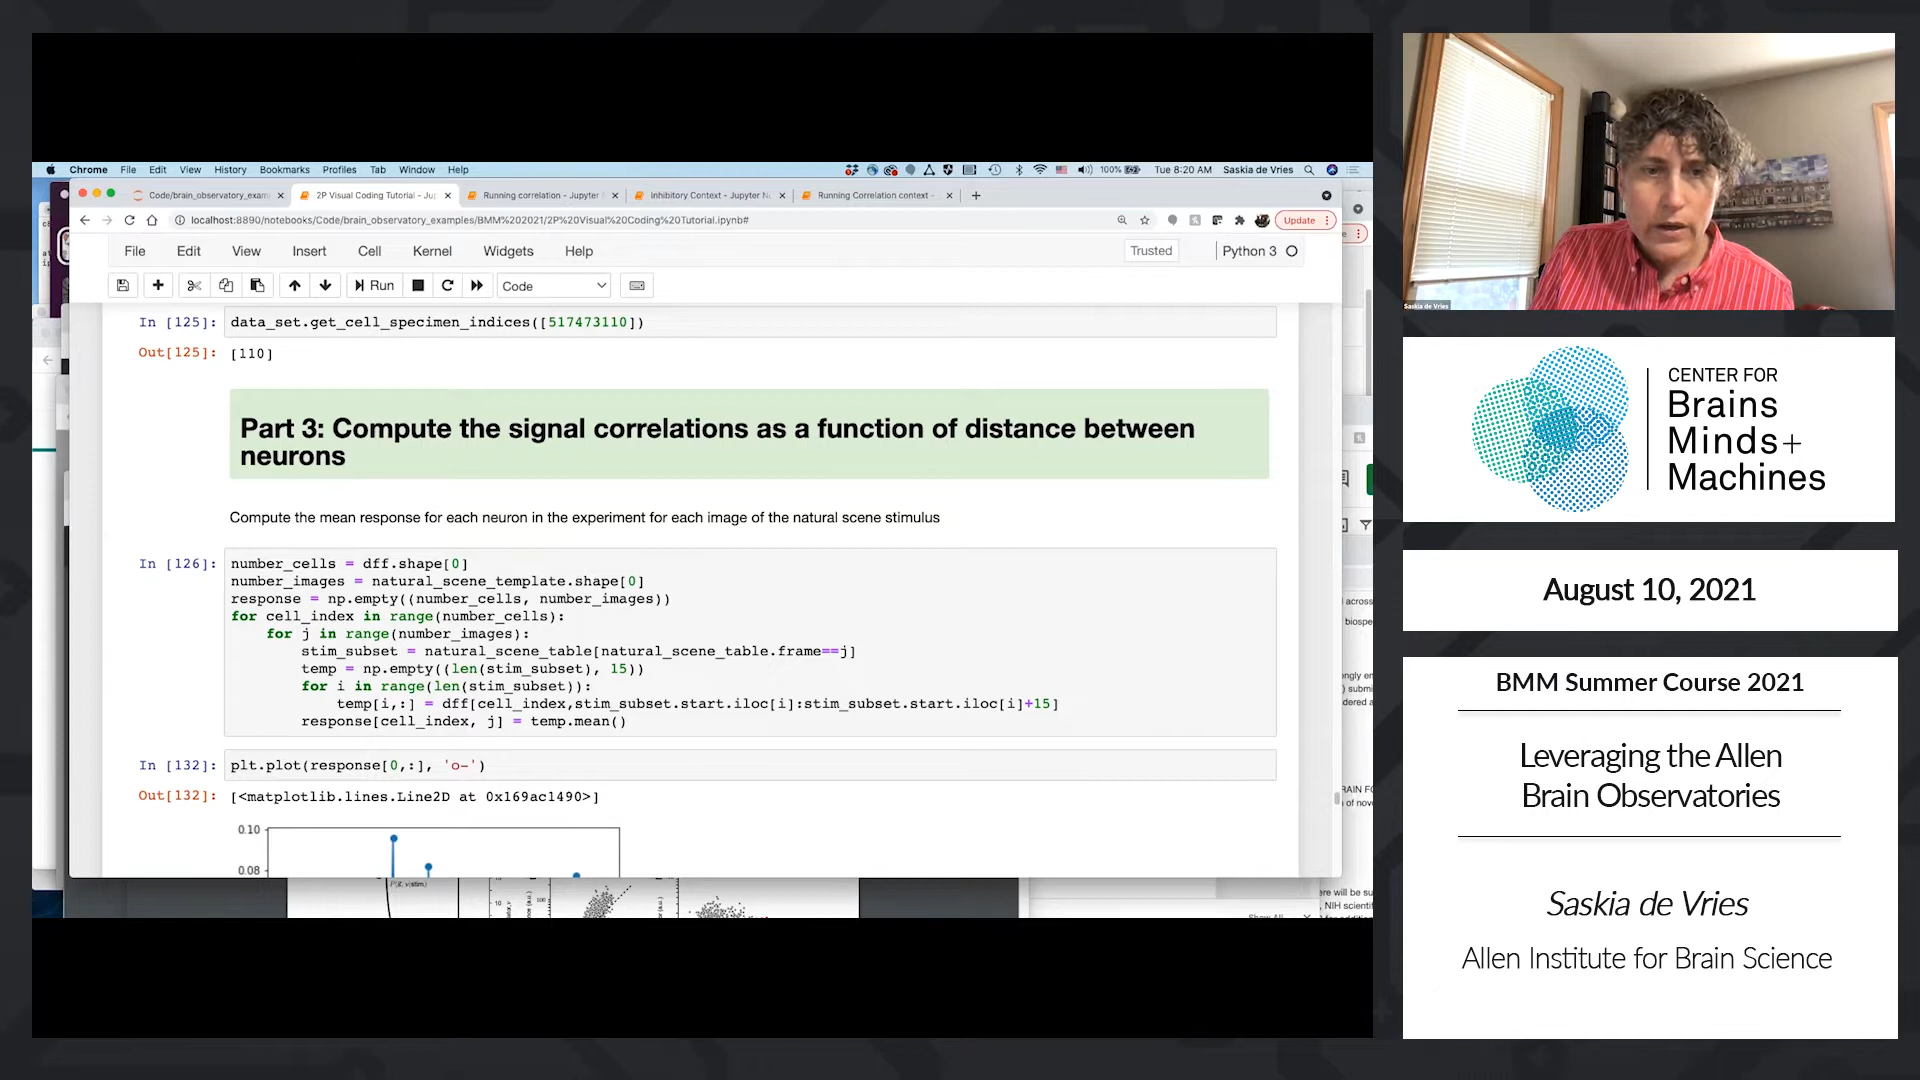 Chrome File Edit View History Bookmarks Profiles Tab Window Help
100% Tue 8:20 AM Saskia de Vries
Code/brain_observatory_exam
2P Visual Coding Tutorial - Ju
Running correlation - Jupyter
Inhibitory Context - Jupyter N
Running Correlation context -
localhost:8890/notebooks/Code/brain_observatory_examples/BMM%202021/2P%20Visual%20Coding%20Tutorial.ipynb#
Update
File Edit View Insert Cell Kernel Widgets Help
Trusted
Python 3
Run
Code
In [125]: data_set.get_cell_specimen_indices([517473110])
Out[125]: [110]
Part 3: Compute the signal correlations as a function of distance between
neurons
Compute the mean response for each neuron in the experiment for each image of the natural scene stimulus
In [126]: number_cells = dff.shape[0]
number_images = natural_scene_template.shape[0]
response = np.empty((number_cells, number_images))
for cell_index in range(number_cells):
for j in range(number_images):
stim_subset = natural_scene_table[natural_scene_table.frame==j]
temp = np.empty((len(stim_subset), 15))
for i in range(len(stim_subset)):
temp[i,:] = dff[cell_index,stim_subset.start.iloc[i]:stim_subset.start.iloc[i]+15]
response[cell_index, j] = temp.mean()
In [132]: plt.plot(response[0,:], 'o-')
Out[132]: [<matplotlib.lines.Line2D at 0x169ac1490>]
0.10
0.08
Saskia de Vries
CENTER FOR
Brains
Minds+
Machines
August 10, 2021
BMM Summer Course 2021
Leveraging the Allen
Brain Observatories
Saskia de Vries
Allen Institute for Brain Science